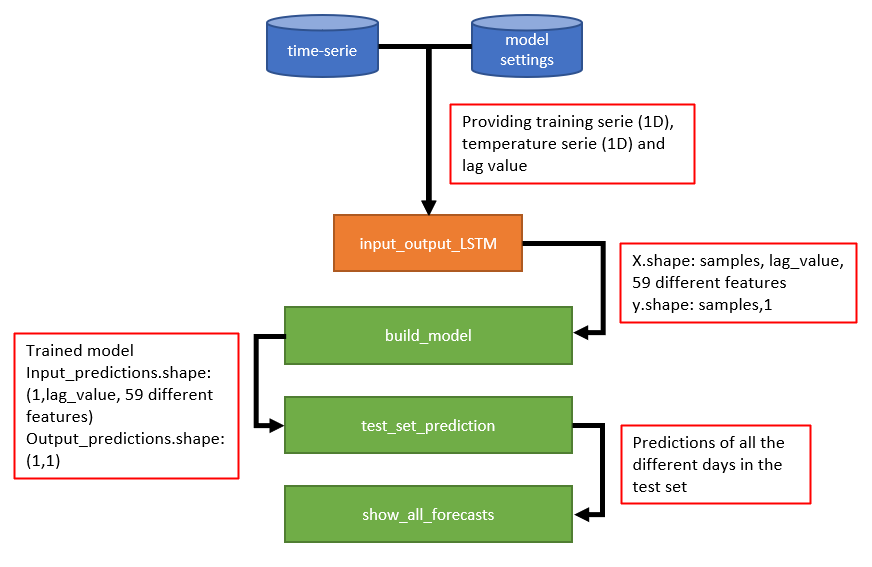 time-serie
model
settings
Providing training serie (1D),
temperature serie (1D) and
lag value
input_output_LSTM
X.shape: samples, lag_value,
59 different features
y.shape: samples,1
build_model
Trained model
Input_predictions.shape:
(1,lag_value, 59 different
features)
Output_predictions.shape:
(1,1)
test_set_prediction
Predictions of all the
different days in the
test set
show_all_forecasts